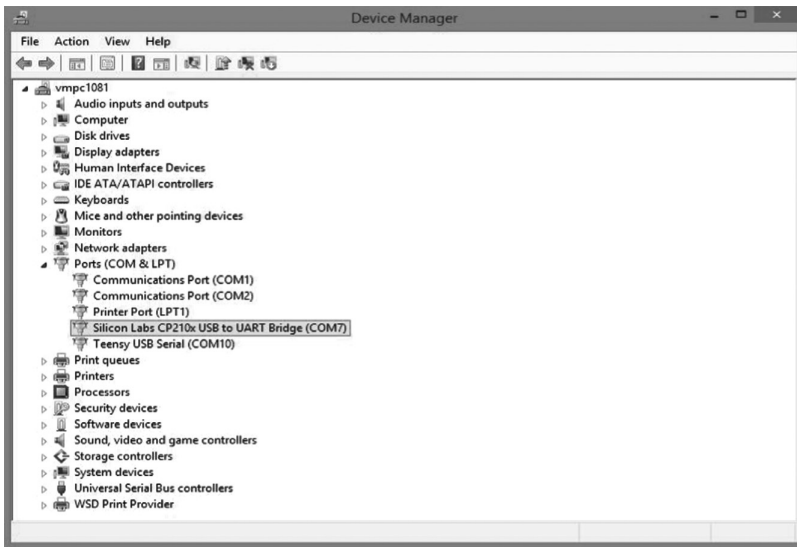 Device Manager
File Action View Help
vmpc1081
Audio inputs and outputs
Computer
Disk drives
Display adapters
Human Interface Devices
IDE ATA/ATAPI controllers
Keyboards
Mice and other pointing devices
Monitors
Network adapters
Ports (COM & LPT)
Communications Port (COM1)
Communications Port (COM2)
Printer Port (LPT1)
Silicon Labs CP210x USB to UART Bridge (COM7)
Teensy USB Serial (COM10)
Print queues
Printers
Processors
Security devices
Software devices
Sound, video and game controllers
Storage controllers
System devices
Universal Serial Bus controllers
WSD Print Provider